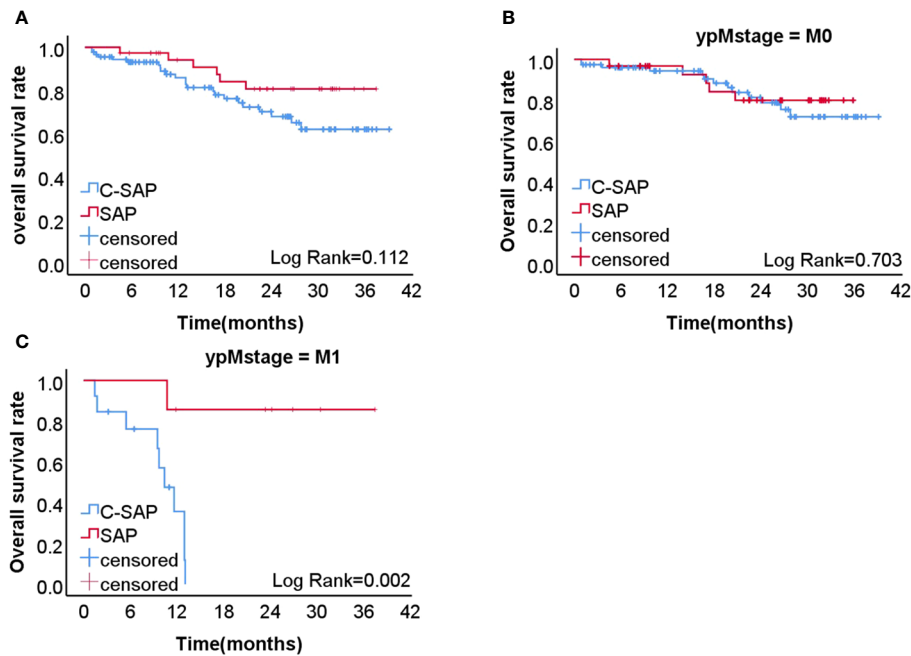 A
overall survival rate
1.0
0.8
0.6
0.4
0.2
0.0
C-SAP
SAP
censored
censored
Log Rank=0.112
0 6 12 18 24 30 36 42
Time(months)
B
ypMstage = M0
Overall survival rate
1.0
0.8
0.6
0.4
0.2
0.0
C-SAP
SAP
censored
censored
Log Rank=0.703
0 6 12 18 24 30 36 42
Time(months)
C
ypMstage = M1
Overall survival rate
1.0
0.8
0.6
0.4
0.2
0.0
C-SAP
SAP
censored
censored
Log Rank=0.002
0 6 12 18 24 30 36 42
Time(months)